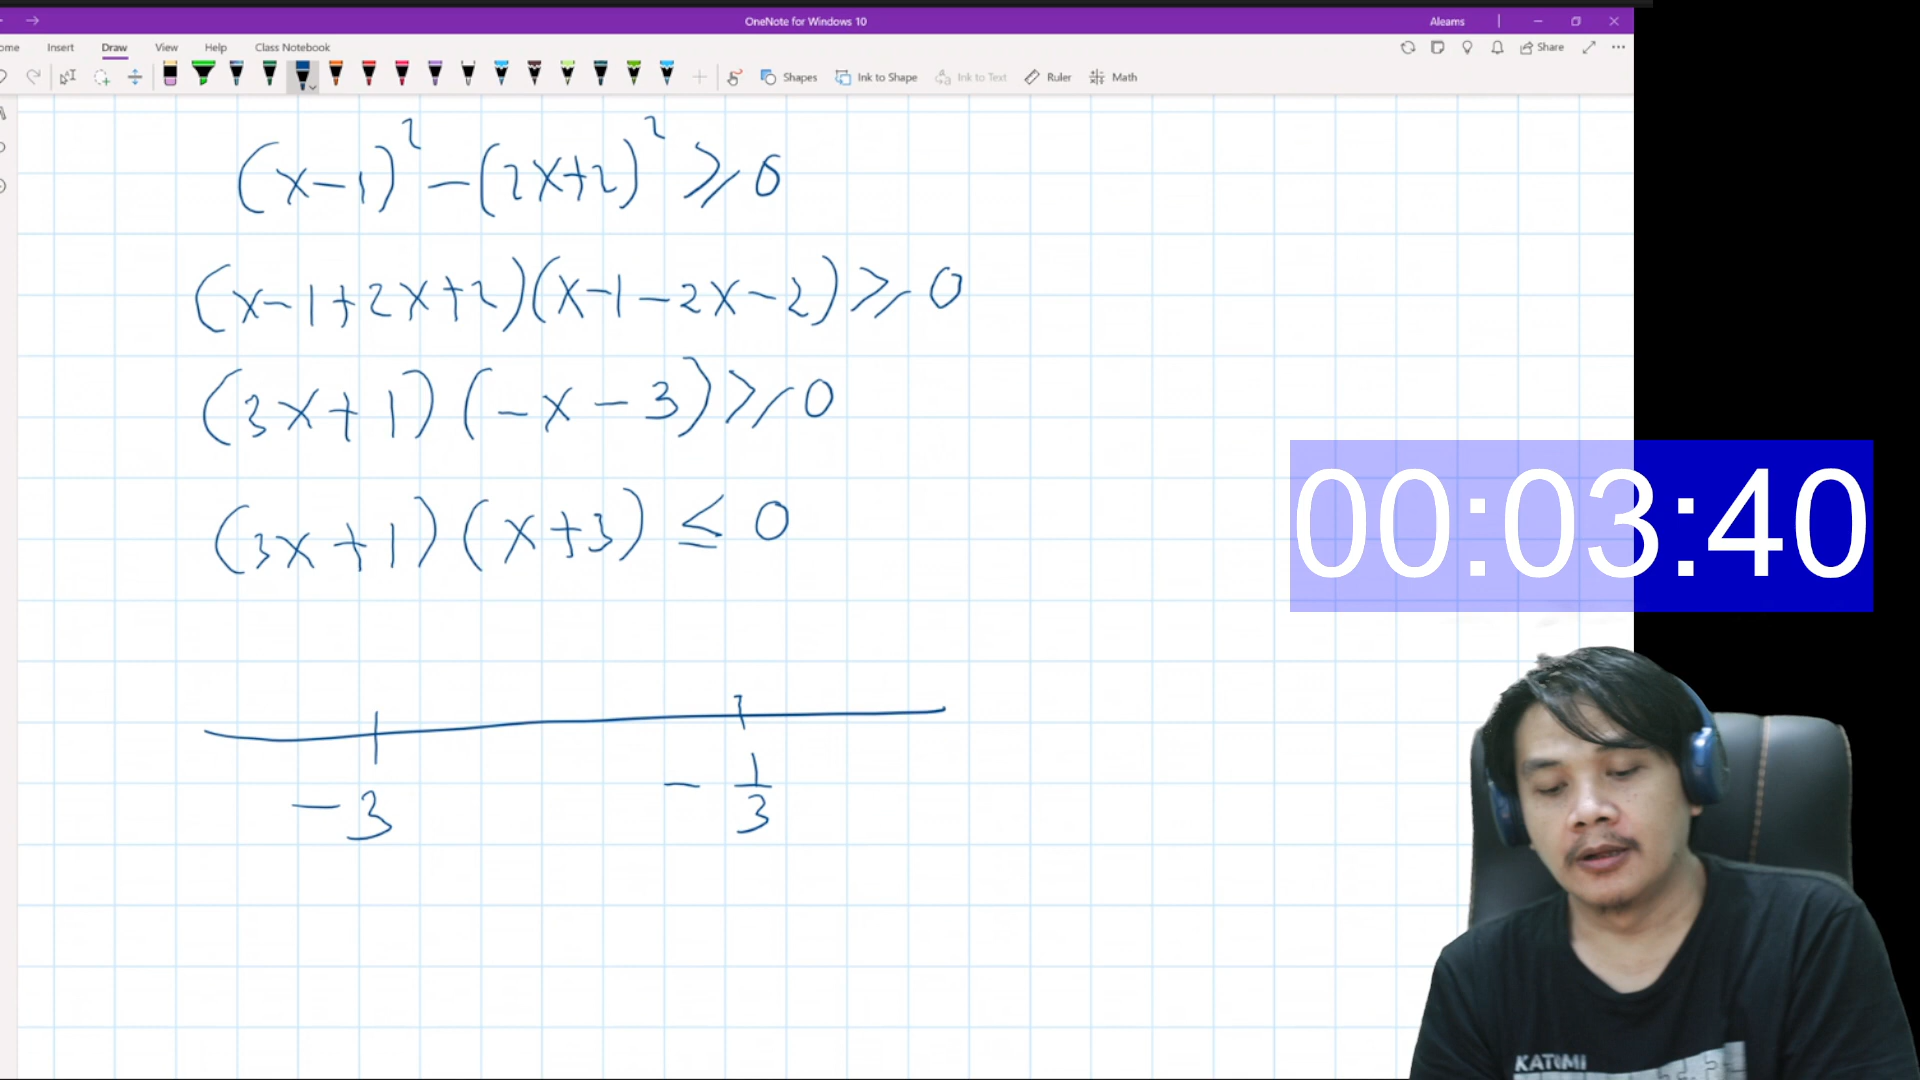 OneNote for Windows 10
Aleams
ome Insert Draw View Help Class Notebook
Share
Shapes Ink to Shape Ink to Text Ruler Math
(x-1)² - (2x+2)² ≥ 0
(x-1+2x+2)(x-1-2x-2) ≥ 0
(3x+1)(-x-3) ≥ 0
(3x+1)(x+3) ≤ 0
00:03:40
-3 -1/3
KATOMI